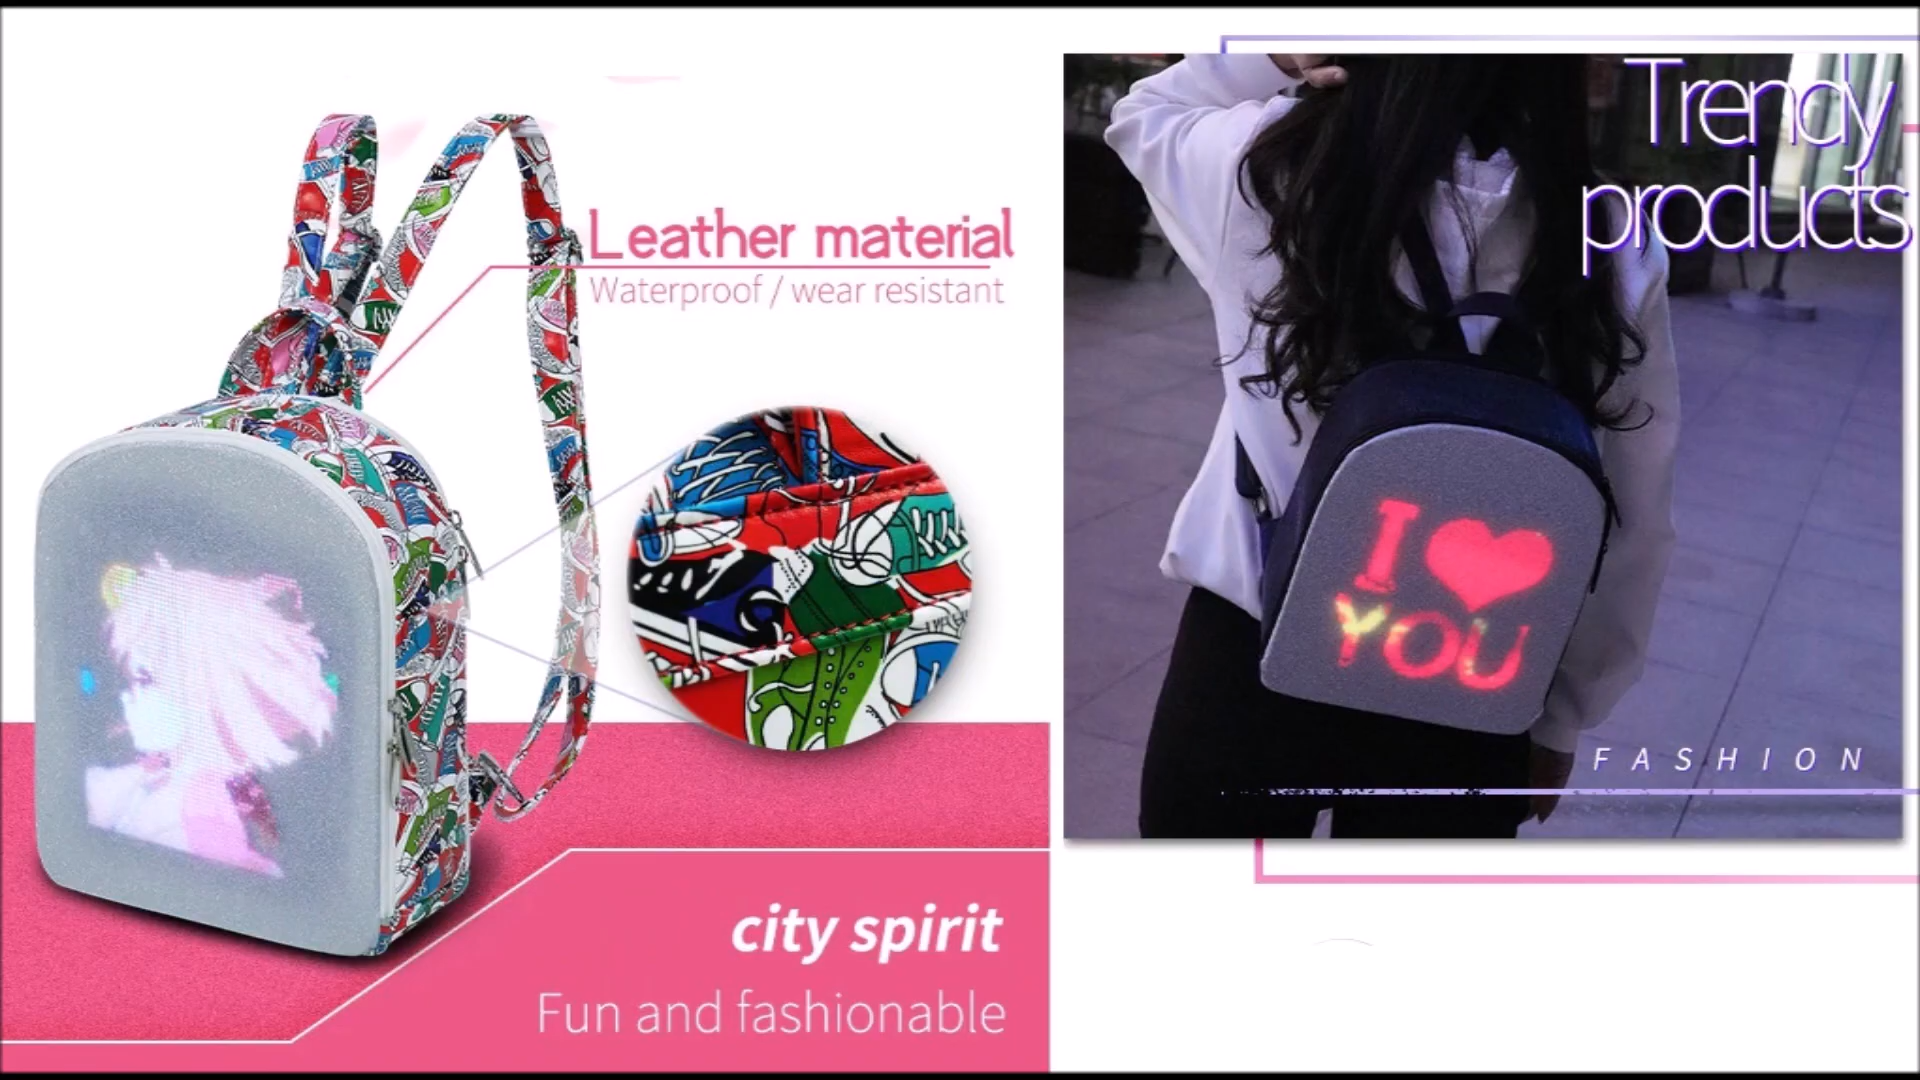 Leather material
Waterproof / wear resistant
city spirit
Fun and fashionable
Trendy
products
I ♥
YOU
FASHION